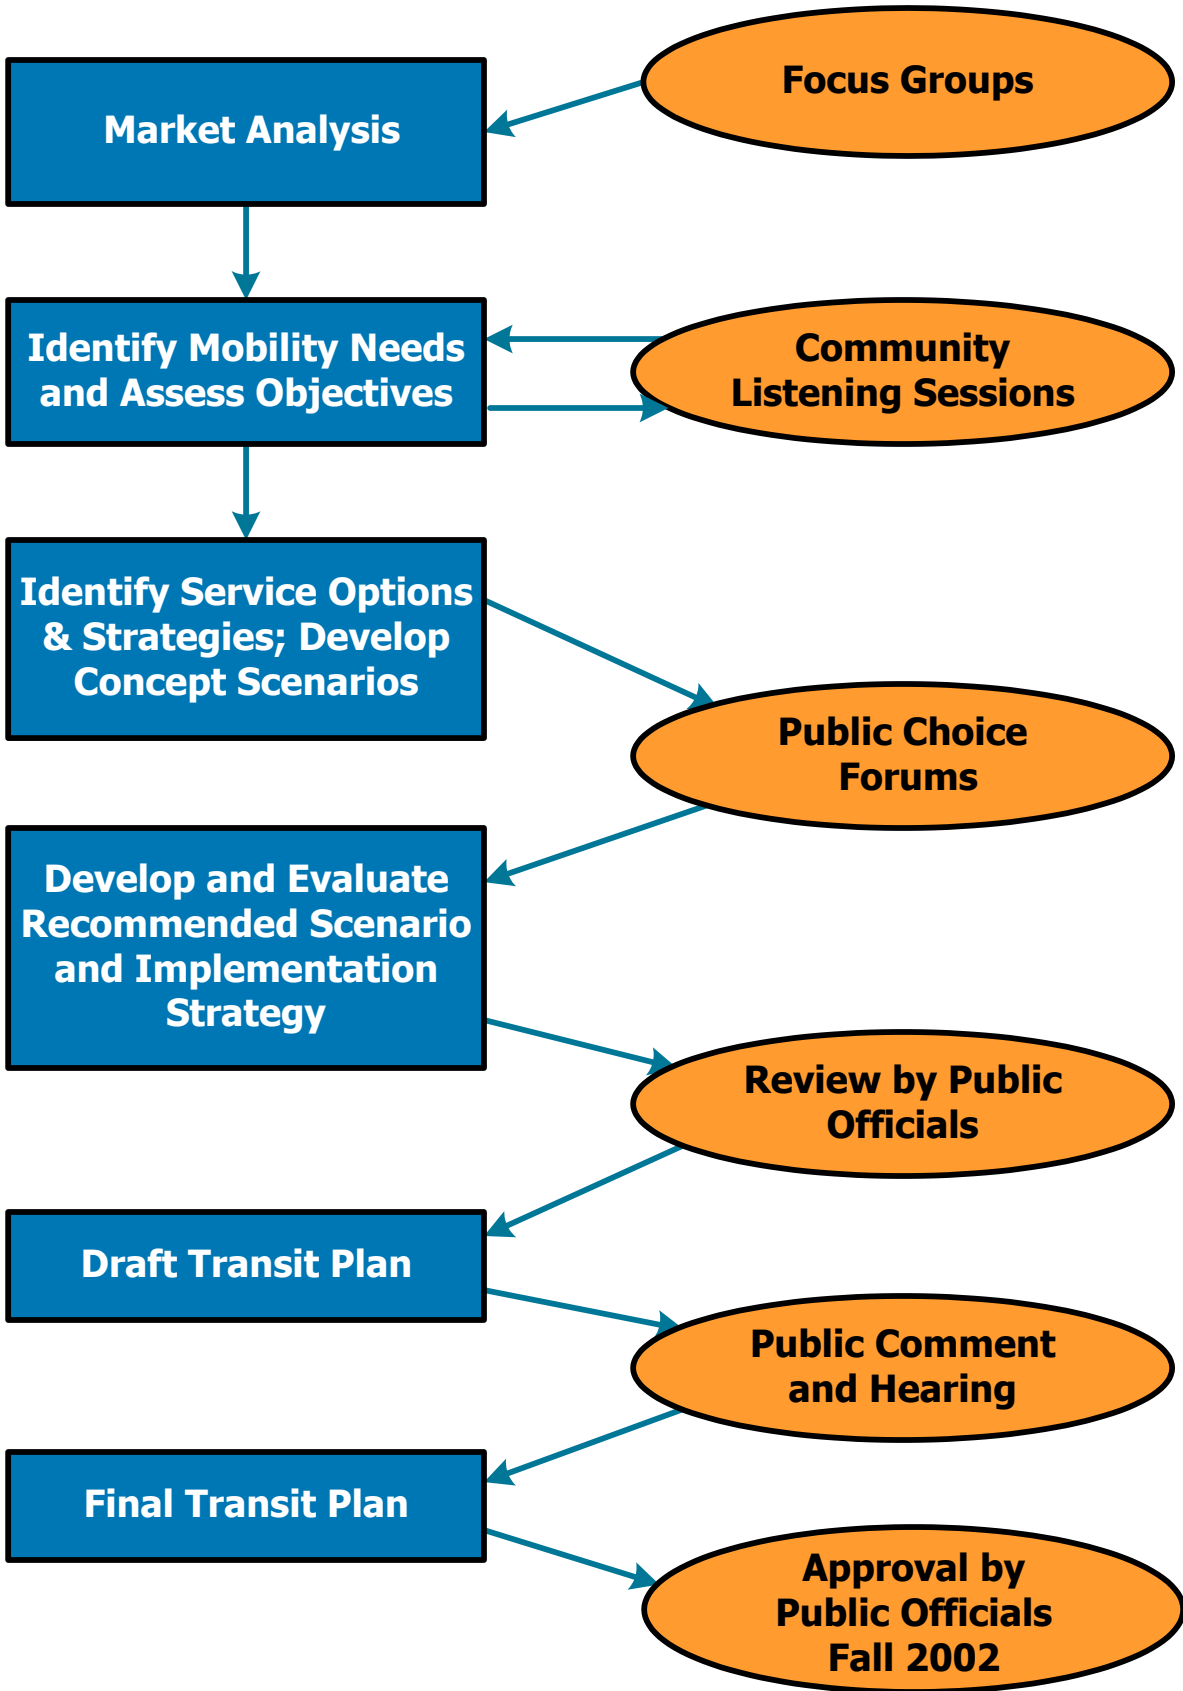 Focus Groups
Market Analysis
Identify Mobility Needs
and Assess Objectives
Community
Listening Sessions
Identify Service Options
& Strategies; Develop
Concept Scenarios
Public Choice
Forums
Develop and Evaluate
Recommended Scenario
and Implementation
Strategy
Review by Public
Officials
Draft Transit Plan
Public Comment
and Hearing
Final Transit Plan
Approval by
Public Officials
Fall 2002